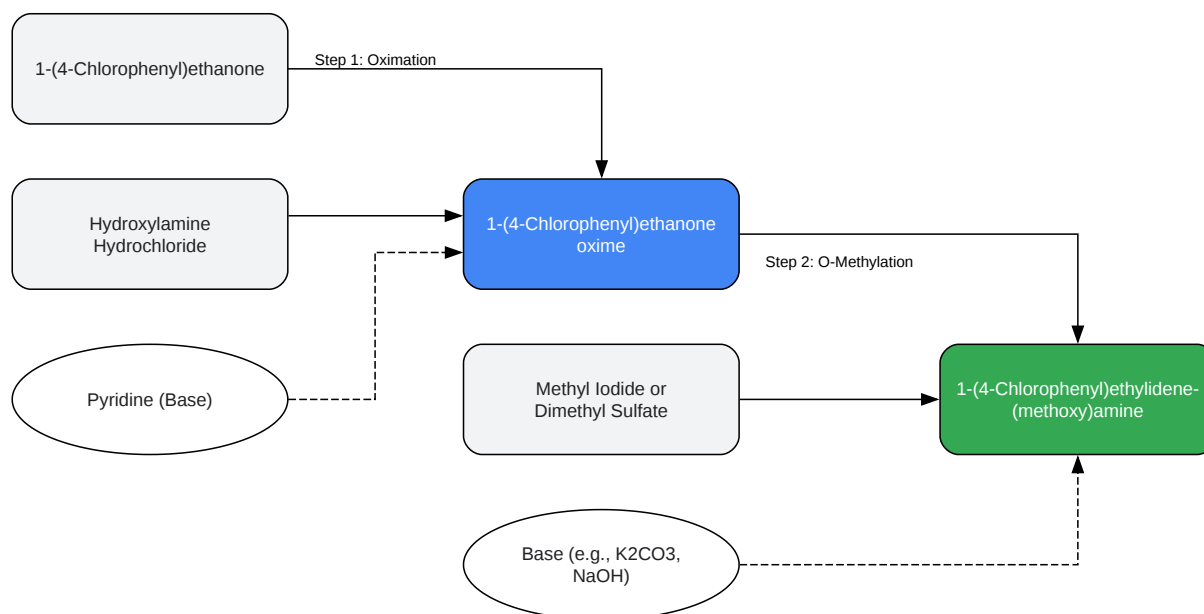 1-(4-Chlorophenyl)ethanone
Step 1: Oximation
Hydroxylamine
Hydrochloride
1-(4-Chlorophenyl)ethanone
oxime
Step 2: O-Methylation
Pyridine (Base)
Methyl Iodide or
Dimethyl Sulfate
1-(4-Chlorophenyl)ethylidene-
(methoxy)amine
Base (e.g., K2CO3,
NaOH)